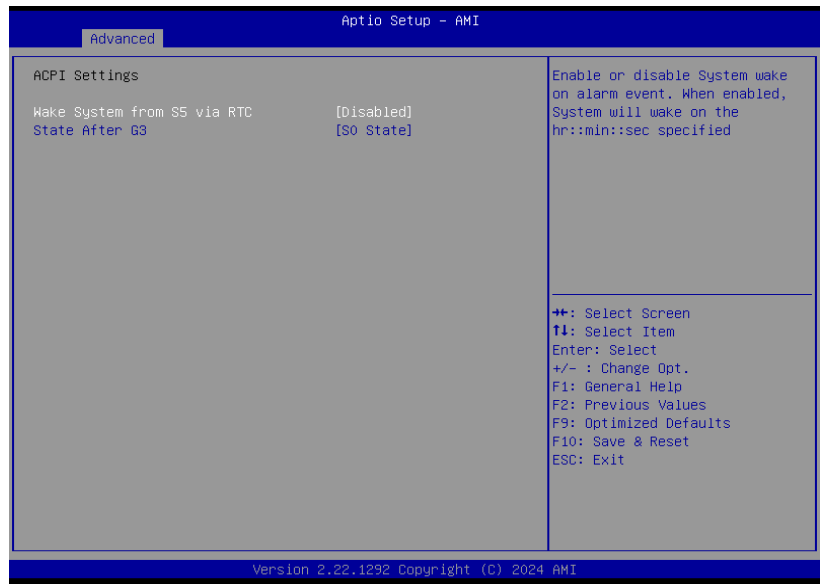 Aptio Setup - AMI
Advanced
ACPI Settings
Wake System from S5 via RTC [Disabled]
State After G3 [S0 State]
Enable or disable System wake
on alarm event. When enabled,
System will wake on the
hr::min::sec specified
→←: Select Screen
↑↓: Select Item
Enter: Select
+/- : Change Opt.
F1: General Help
F2: Previous Values
F9: Optimized Defaults
F10: Save & Reset
ESC: Exit
Version 2.22.1292 Copyright (C) 2024 AMI